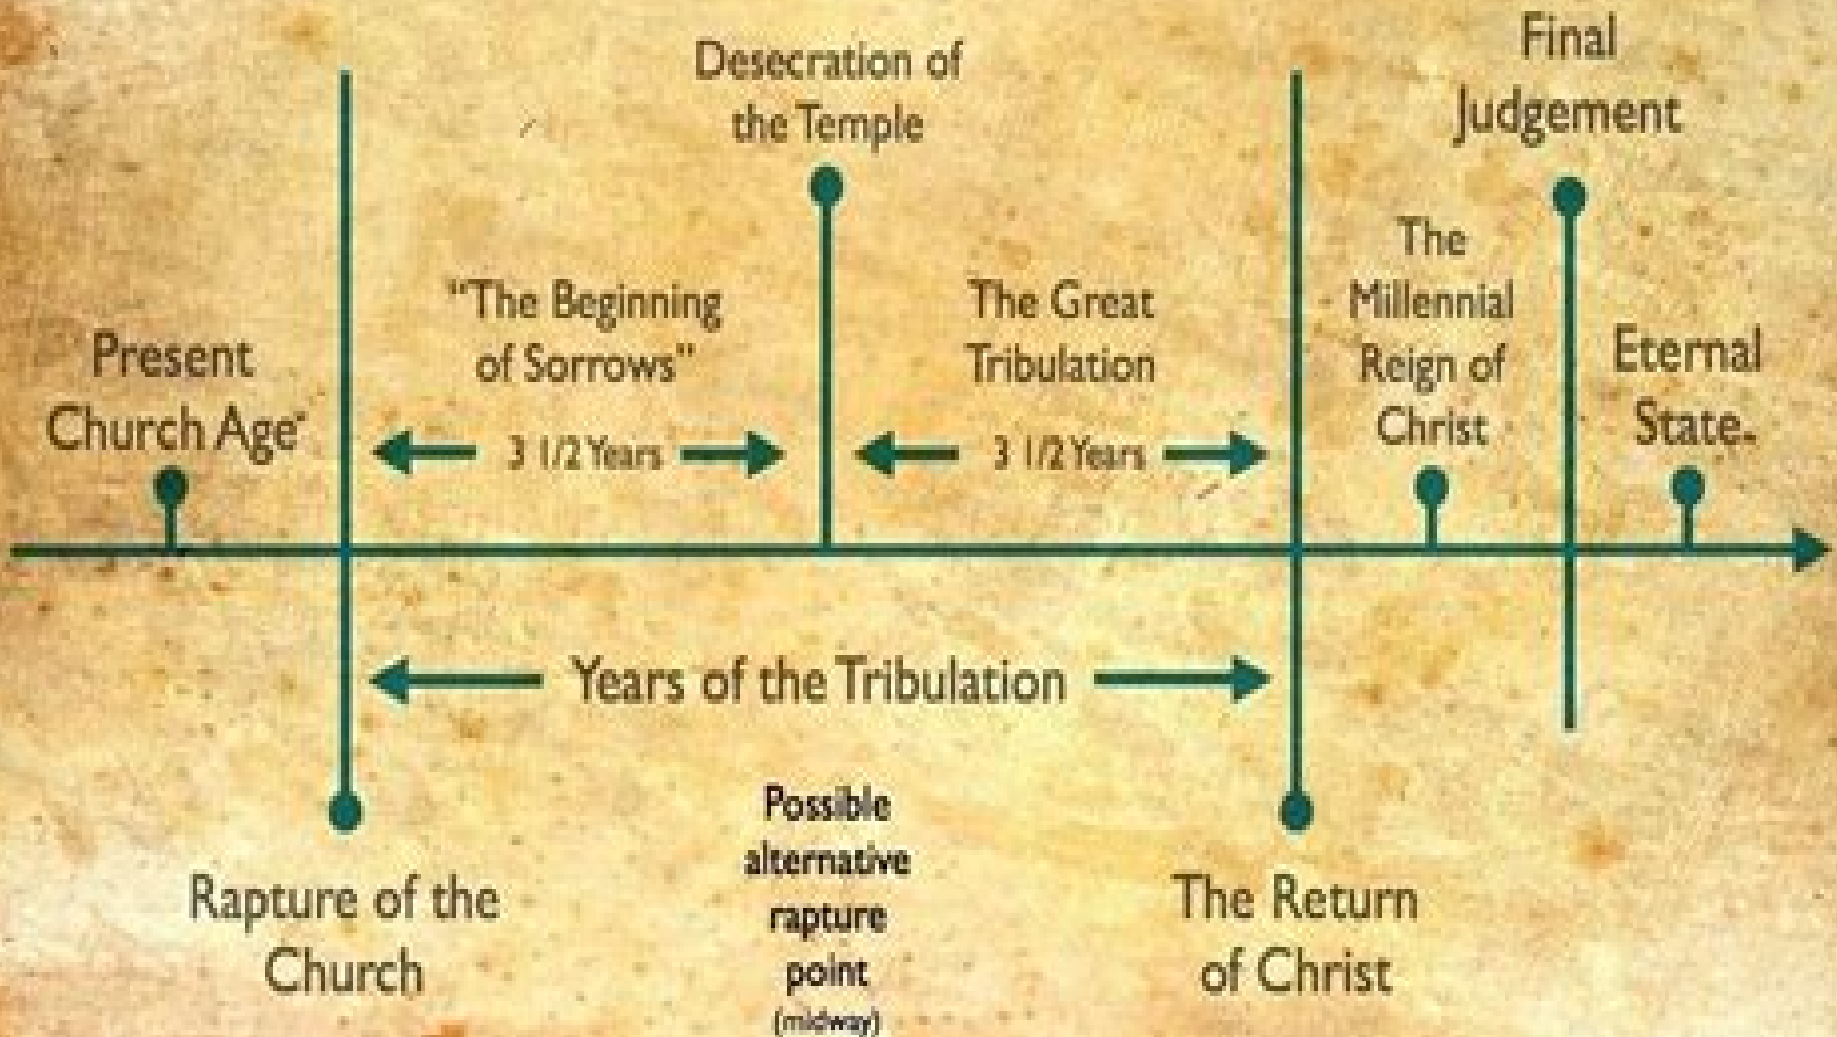 Final
Judgement
Desecration of
the Temple
The
Millennial
Reign of
Christ
"The Beginning
of Sorrows"
The Great
Tribulation
Present
Church Age
Eternal
State.
3 1/2 Years
3 1/2 Years
Years of the Tribulation
Rapture of the
Church
Possible
alternative
rapture
point
(midway)
The Return
of Christ